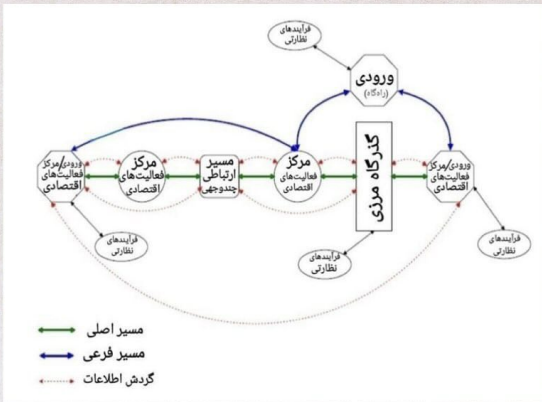 فرآیندهای
نظارتی
ورودی
(راه‌گاه)
ورودی/مرکز
فعالیت‌های
اقتصادی
مرکز
فعالیت‌های
اقتصادی
مسیر
ارتباطی
چندوجهی
مرکز
فعالیت‌های
اقتصادی
گذرگاه مرزی
ورودی/مرکز
فعالیت‌های
اقتصادی
فرآیندهای
نظارتی
فرآیندهای
نظارتی
فرآیندهای
نظارتی
مسیر اصلی
مسیر فرعی
گردش اطلاعات